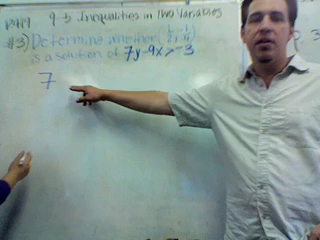 9-5 Inequalities in Two Variables
#3) Determine whether
is a solution of 7y-9x>-3
7